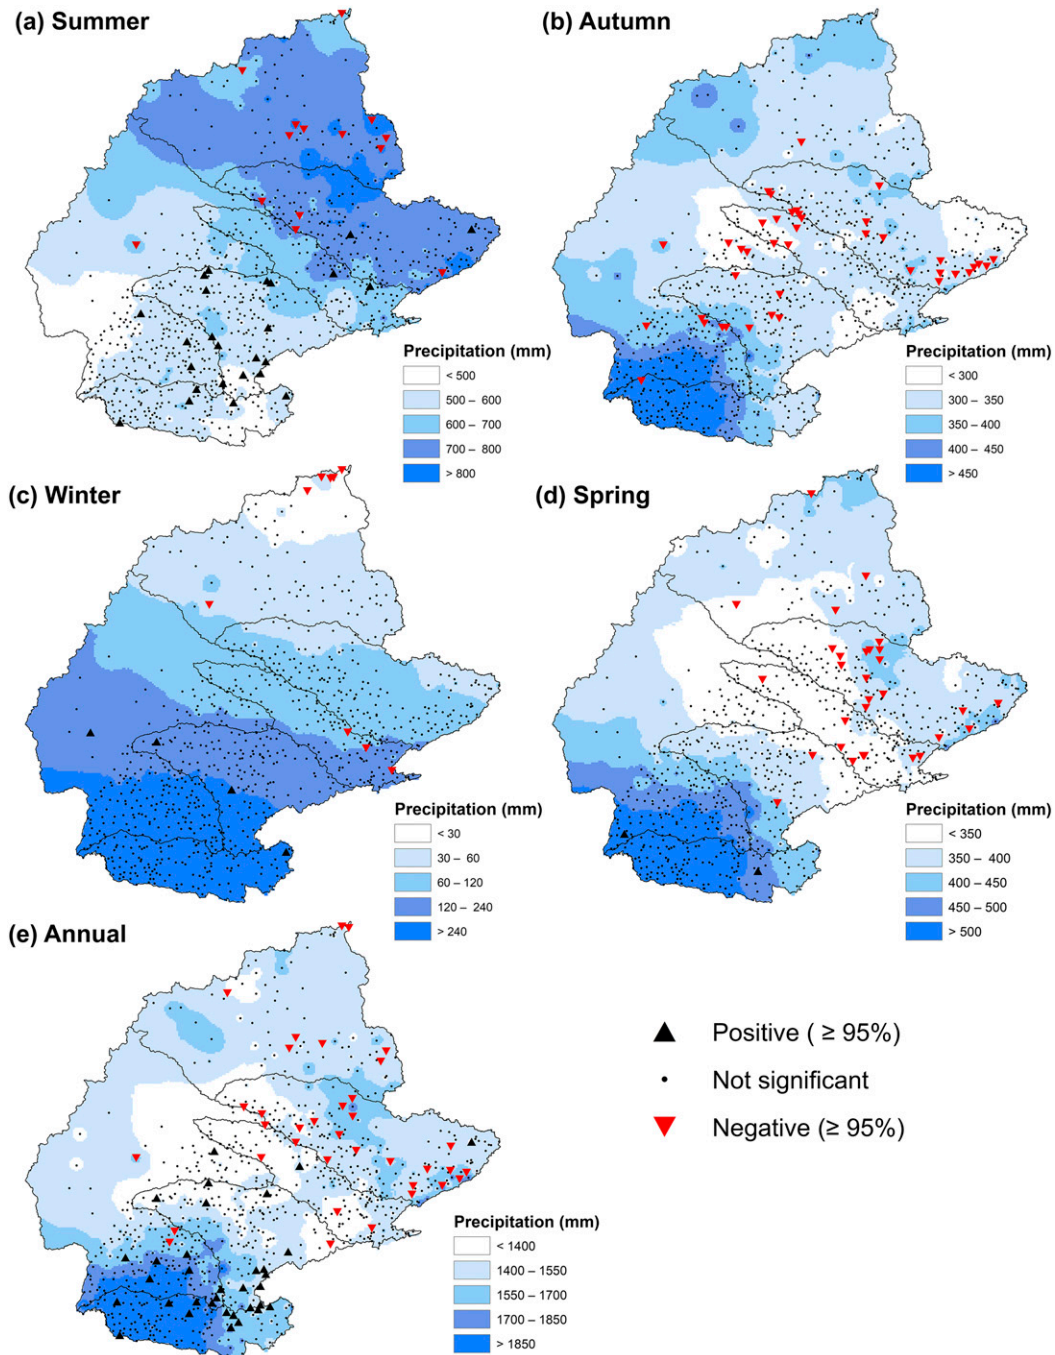 (a) Summer
Precipitation (mm)
< 500
500 – 600
600 – 700
700 – 800
> 800
(b) Autumn
Precipitation (mm)
< 300
300 – 350
350 – 400
400 – 450
> 450
(c) Winter
Precipitation (mm)
< 30
30 – 60
60 – 120
120 – 240
> 240
(d) Spring
Precipitation (mm)
< 350
350 – 400
400 – 450
450 – 500
> 500
(e) Annual
Precipitation (mm)
< 1400
1400 – 1550
1550 – 1700
1700 – 1850
> 1850
Positive ( ≥ 95%)
Not significant
Negative (≥ 95%)